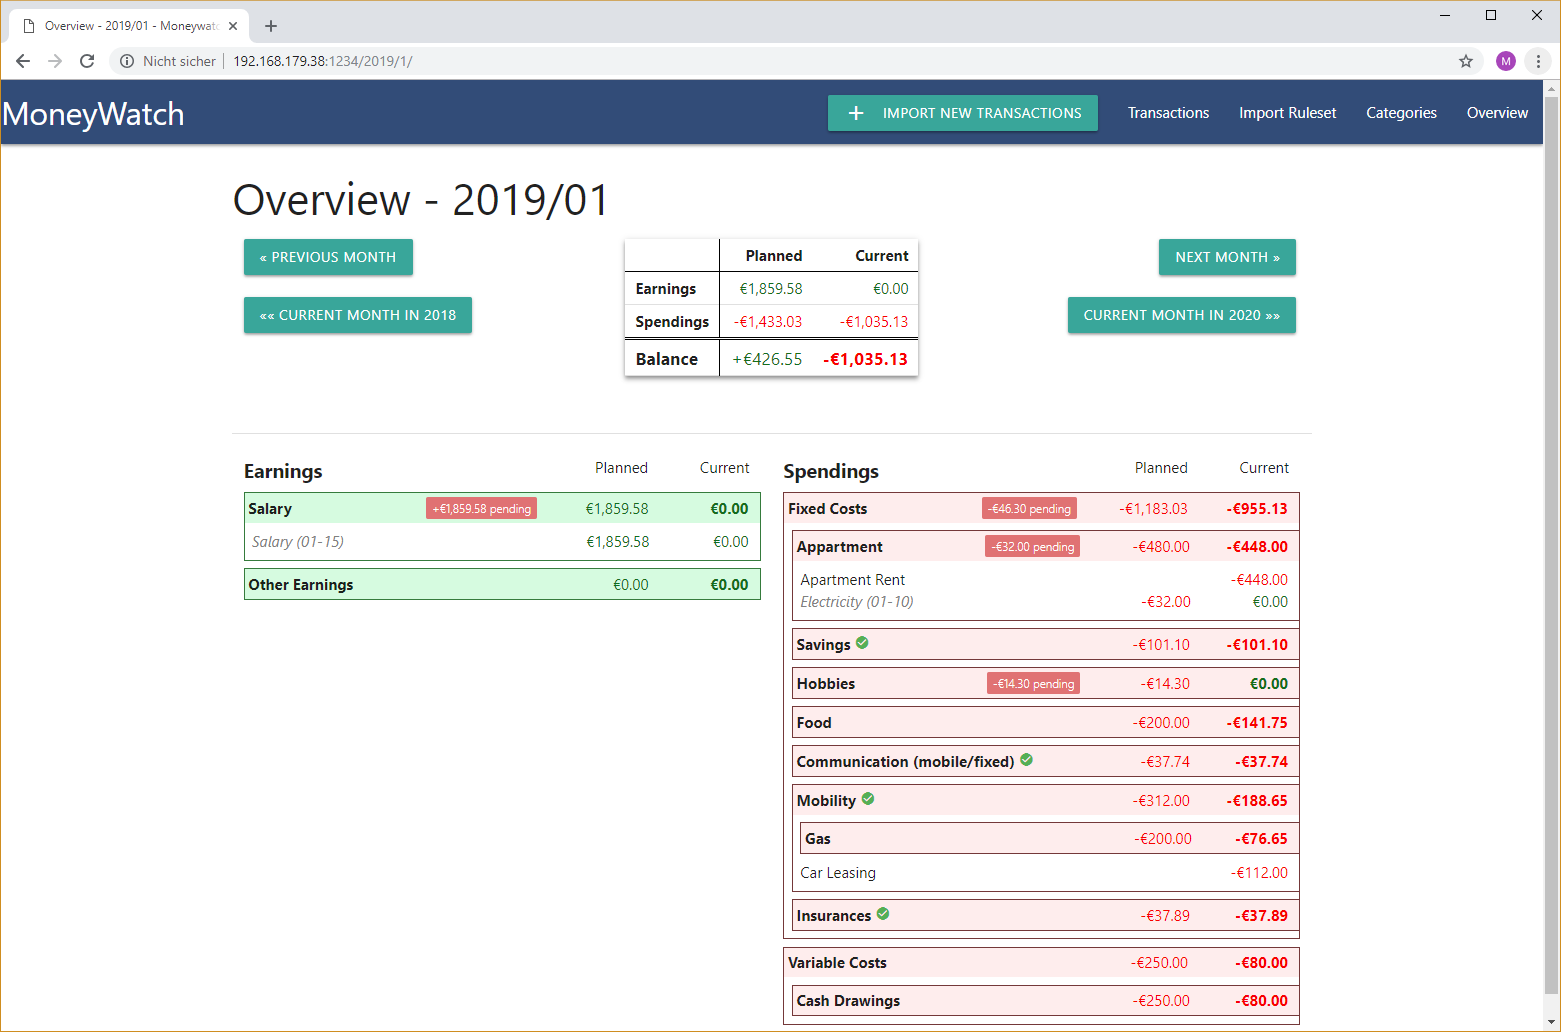 Overview - 2019/01 - Moneywatc
Nicht sicher 192.168.179.38:1234/2019/1/
M
MoneyWatch
IMPORT NEW TRANSACTIONS Transactions Import Ruleset Categories Overview
Overview - 2019/01
« PREVIOUS MONTH
«« CURRENT MONTH IN 2018
Planned Current
Earnings €1,859.58 €0.00
Spendings -€1,433.03 -€1,035.13
Balance +€426.55 -€1,035.13
NEXT MONTH »
CURRENT MONTH IN 2020 »»
Earnings Planned Current
Salary +€1,859.58 pending €1,859.58 €0.00
Salary (01-15) €1,859.58 €0.00
Other Earnings €0.00 €0.00
Spendings Planned Current
Fixed Costs -€46.30 pending -€1,183.03 -€955.13
Appartment -€32.00 pending -€480.00 -€448.00
Apartment Rent -€448.00
Electricity (01-10) -€32.00 €0.00
Savings -€101.10 -€101.10
Hobbies -€14.30 pending -€14.30 €0.00
Food -€200.00 -€141.75
Communication (mobile/fixed) -€37.74 -€37.74
Mobility -€312.00 -€188.65
Gas -€200.00 -€76.65
Car Leasing -€112.00
Insurances -€37.89 -€37.89
Variable Costs -€250.00 -€80.00
Cash Drawings -€250.00 -€80.00